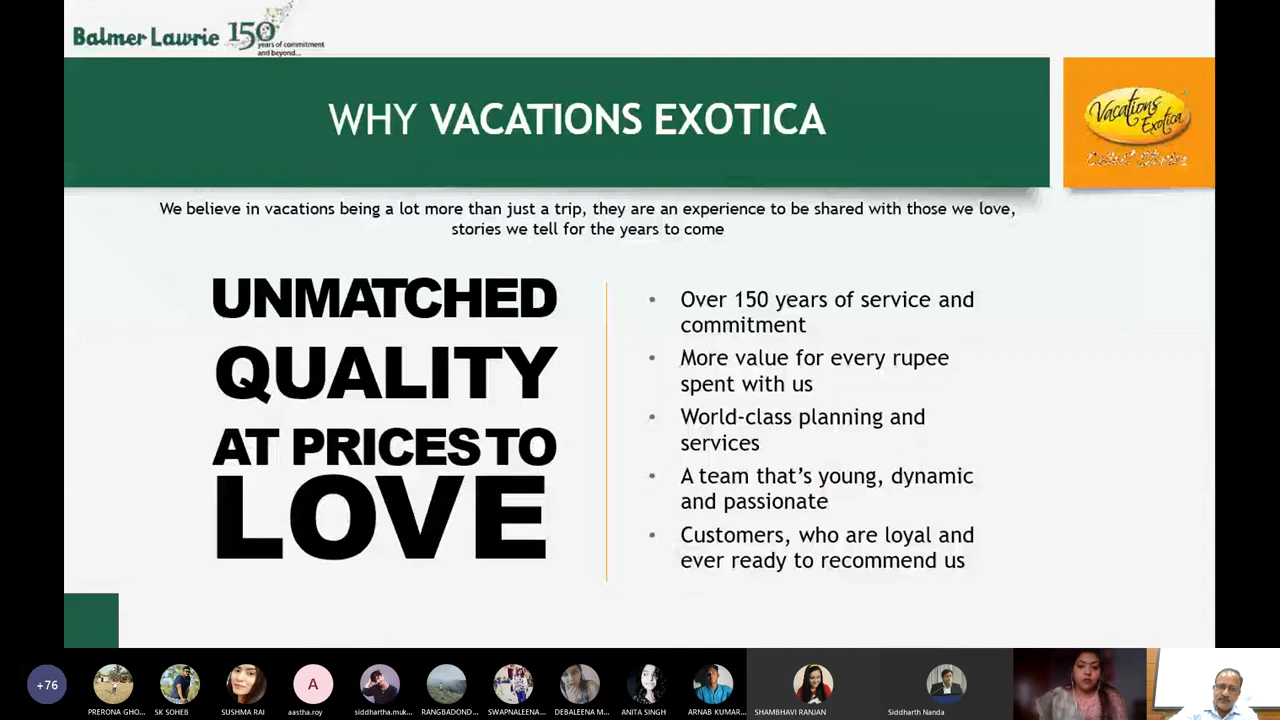 Balmer Lawrie 150
years of commitment
and beyond...
WHY VACATIONS EXOTICA
Vacations
Exotica
We believe in vacations being a lot more than just a trip, they are an experience to be shared with those we love,
stories we tell for the years to come
UNMATCHED
QUALITY
AT PRICES TO
LOVE
• Over 150 years of service and
commitment
• More value for every rupee
spent with us
• World-class planning and
services
• A team that's young, dynamic
and passionate
• Customers, who are loyal and
ever ready to recommend us
+76
A
PRERONA GHO...
SK SOHEB
SUSHMA RAI
aastha.roy
siddhartha.muk...
RANGBADOND...
SWAPNALEENA...
DEBALEENA M...
ANITA SINGH
ARNAB KUMAR...
SHAMBHAVI RANJAN
Siddharth Nanda